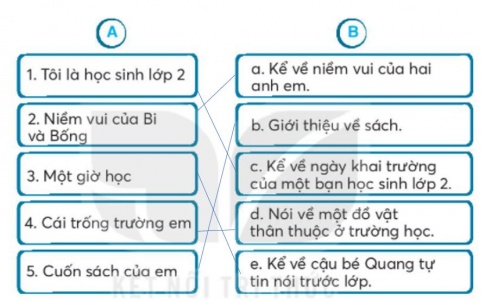 A
B
1. Tôi là học sinh lớp 2
a. Kể về niềm vui của hai
anh em.
2. Niềm vui của Bi
và Bống
b. Giới thiệu về sách.
3. Một giờ học
c. Kể về ngày khai trường
của một bạn học sinh lớp 2.
4. Cái trống trường em
d. Nói về một đồ vật
thân thuộc ở trường học.
5. Cuốn sách của em
e. Kể về cậu bé Quang tự
tin nói trước lớp.
KẾT NỐI TRI THỨC